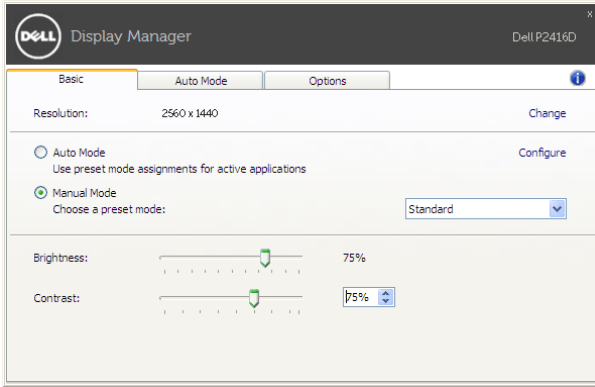 x
DELL Display Manager Dell P2416D
Basic Auto Mode Options i
Resolution: 2560 x 1440 Change
Auto Mode Configure
Use preset mode assignments for active applications
Manual Mode
Choose a preset mode: Standard
Brightness: 75%
Contrast: 75%